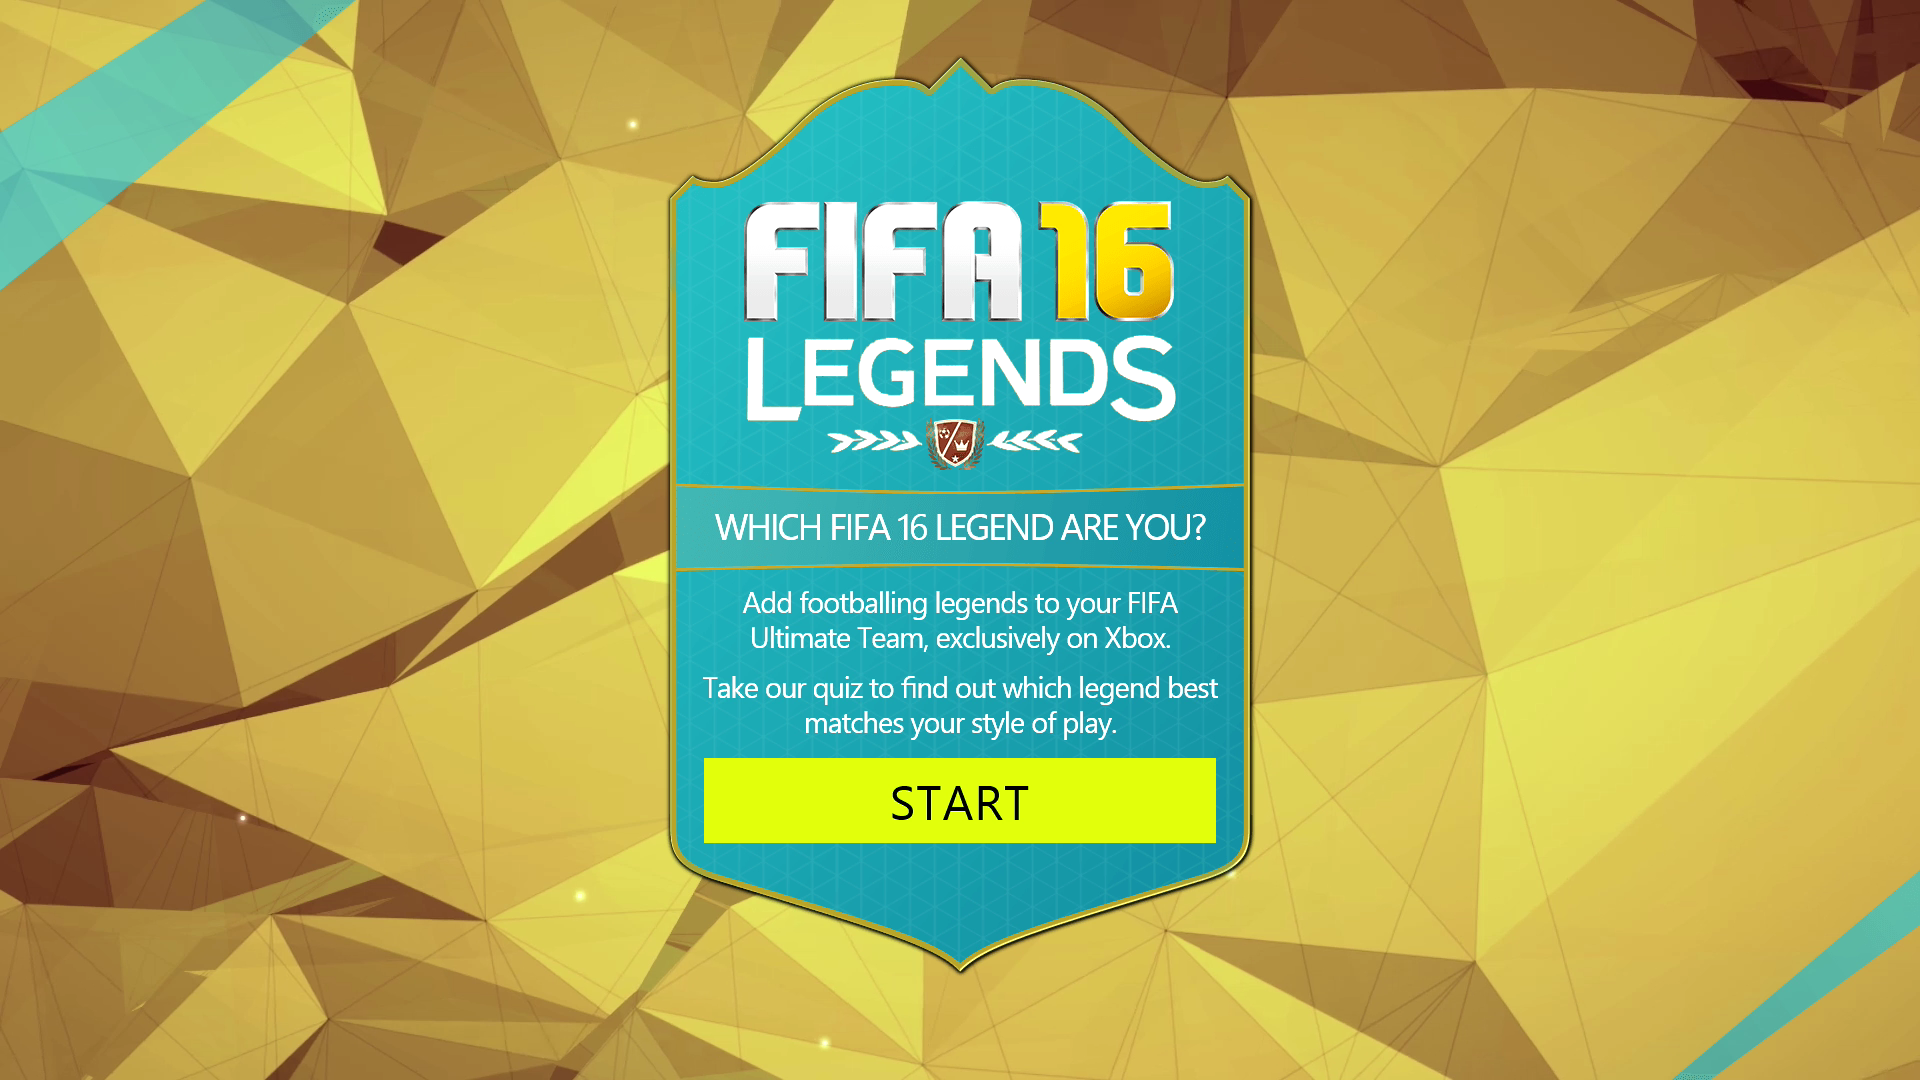 FIFA 16
LEGENDS
WHICH FIFA 16 LEGEND ARE YOU?
Add footballing legends to your FIFA
Ultimate Team, exclusively on Xbox.
Take our quiz to find out which legend best
matches your style of play.
START